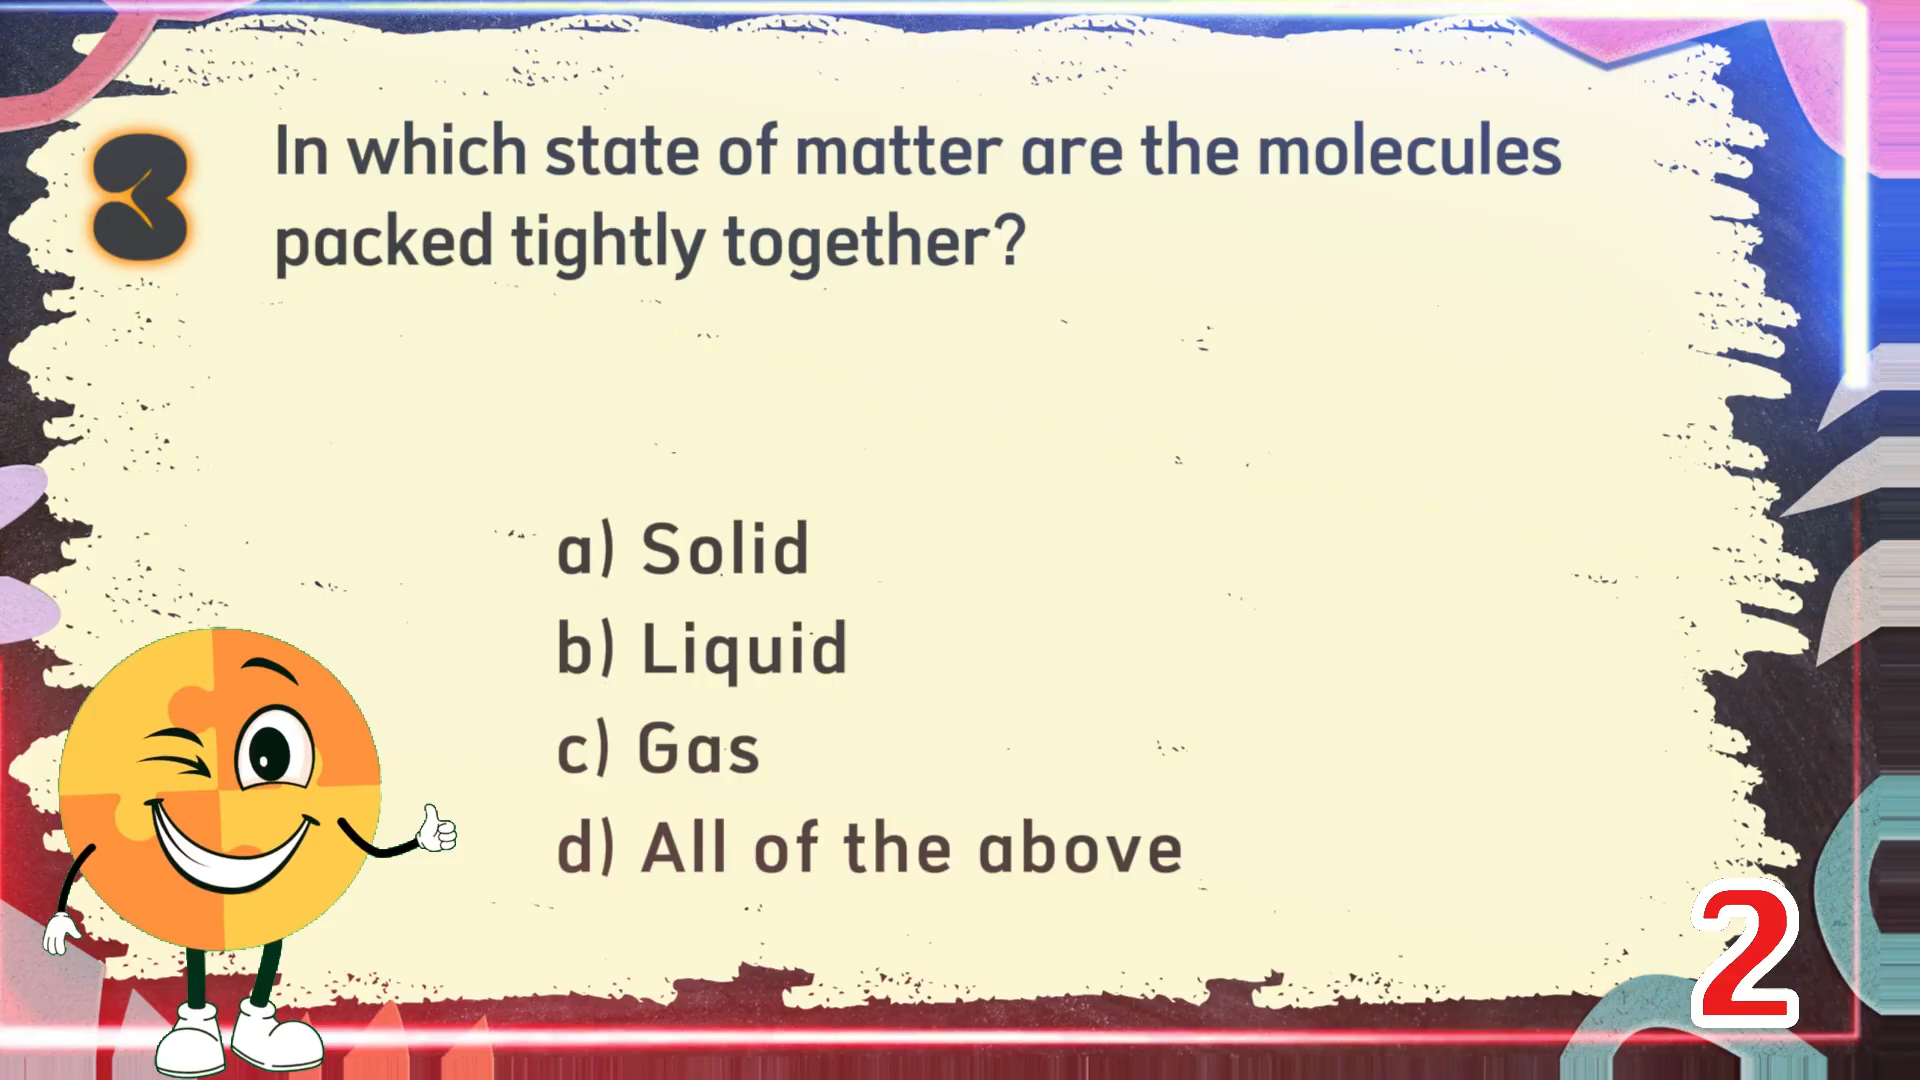 8
In which state of matter are the molecules
packed tightly together?
a) Solid
b) Liquid
c) Gas
d) All of the above
2